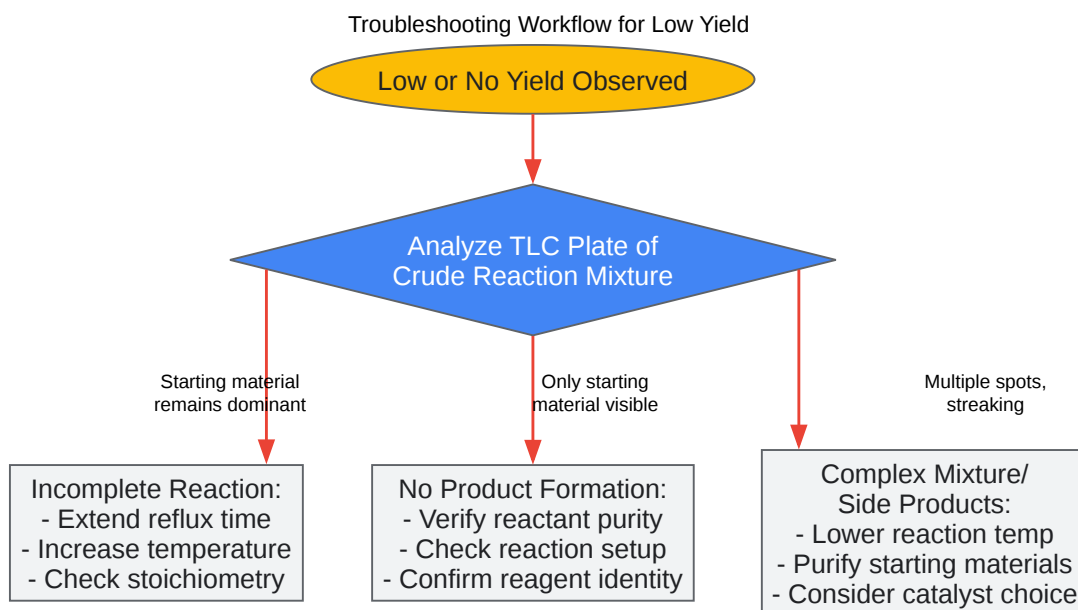 Troubleshooting Workflow for Low Yield
Low or No Yield Observed
Analyze TLC Plate of
Crude Reaction Mixture
Starting material
remains dominant
Only starting
material visible
Multiple spots,
streaking
Incomplete Reaction:
- Extend reflux time
- Increase temperature
- Check stoichiometry
No Product Formation:
- Verify reactant purity
- Check reaction setup
- Confirm reagent identity
Complex Mixture/
Side Products:
- Lower reaction temp
- Purify starting materials
- Consider catalyst choice